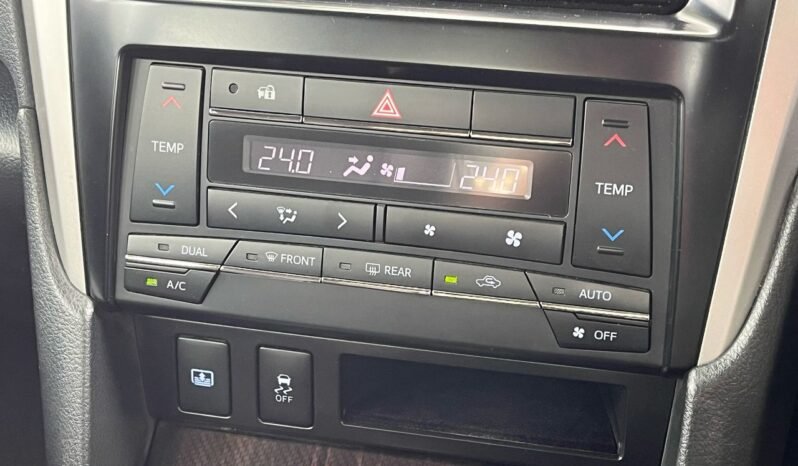 TEMP
24.0
24.0
TEMP
DUAL
FRONT
REAR
AUTO
A/C
OFF
OFF